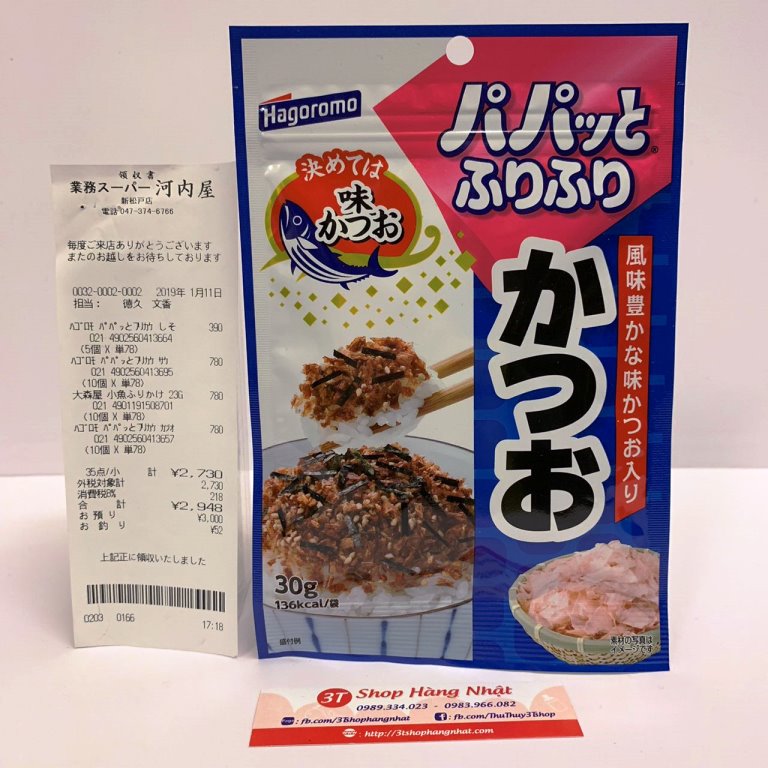 領収書
業務スーパー河内屋
新松戸店
電話047-374-6766
毎度ご来店ありがとうございます
またのお越しをお待ちしております
0032-0002-0002 2019年 1月11日
担当: 徳久 文香
ﾊｺﾞﾛﾓ ﾊﾟﾊﾟｯとﾌﾘｶｹ しそ 390
021 4902560413664
(5個 X 単78)
ﾊｺﾞﾛﾓ ﾊﾟﾊﾟｯとﾌﾘｶｹ ｻｹ 780
021 4902560413695
(10個 X 単78)
大森屋 小魚ふりかけ 23G 780
021 4901191508701
(10個 X 単78)
ﾊｺﾞﾛﾓ ﾊﾟﾊﾟｯとﾌﾘｶｹ ｶﾂｵ 780
021 4902560413657
(10個 X 単78)
35点/小 計 ¥2,730
外税対象計 2,730
消費税8% 218
合 計 ¥2,948
お預り ¥3,000
お釣り ¥52
上記正に領収いたしました
0203 0166 17:18
Hagoromo
パパッと
ふりふり®
決めては
味
かつお
かつお
風味豊かな味かつお入り
30g
136kcal/袋
盛付例
素材の写真は
イメージです
3T Shop Hàng Nhật
0989.334.023 - 0983.966.082
: fb.com/3Tshophangnhat f : fb.com/ThuThuy3Tshop
: http://3tshophangnhat.com